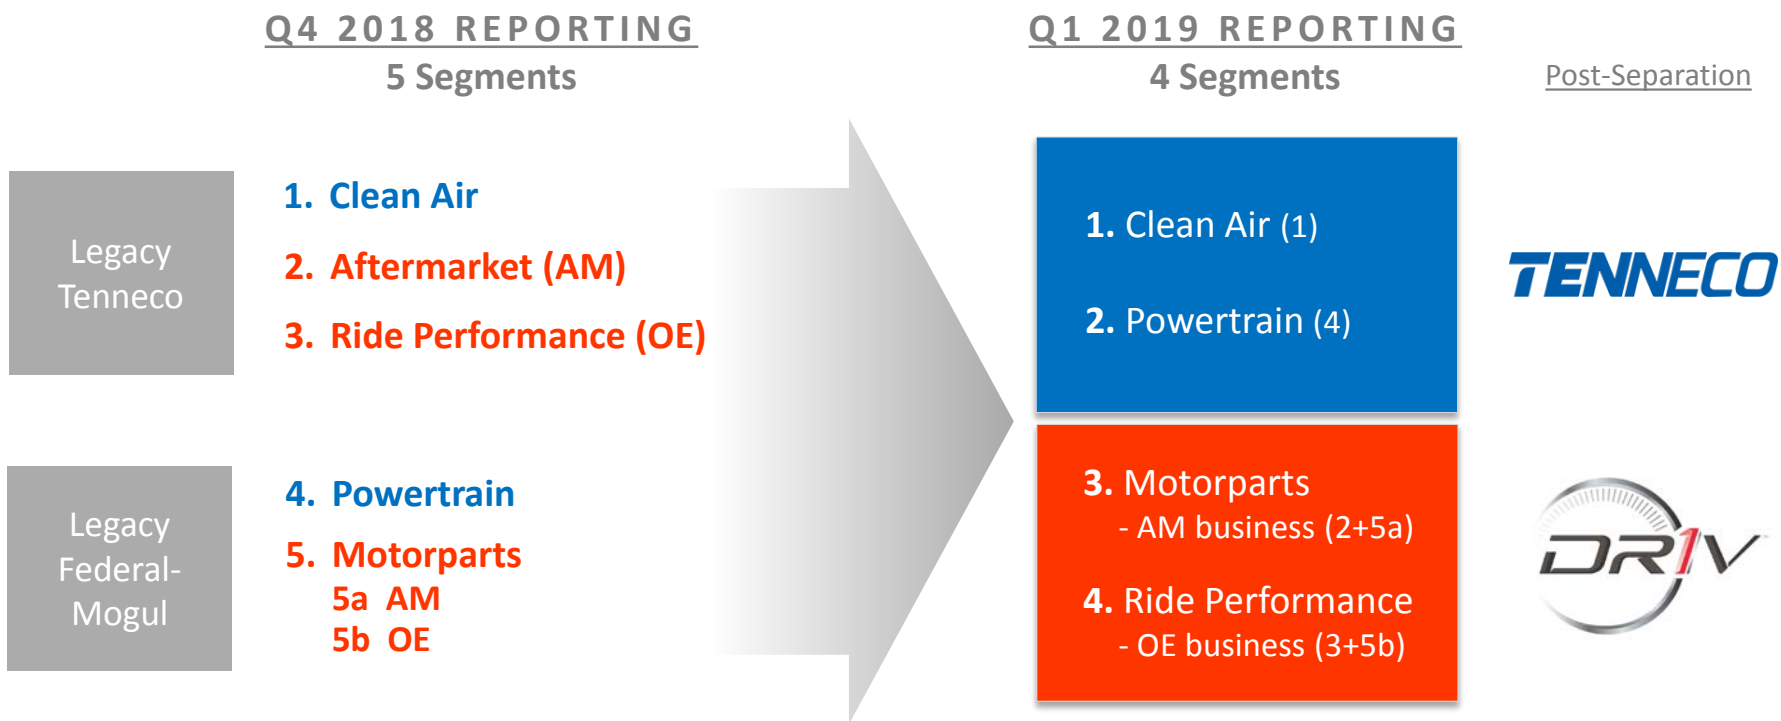 Q4 2018 REPORTING
5 Segments
Q1 2019 REPORTING
4 Segments
Post-Separation
Legacy
Tenneco
1. Clean Air
2. Aftermarket (AM)
3. Ride Performance (OE)
Legacy
Federal-
Mogul
4. Powertrain
5. Motorparts
5a AM
5b OE
1. Clean Air (1)
2. Powertrain (4)
TENNECO
3. Motorparts
- AM business (2+5a)
4. Ride Performance
- OE business (3+5b)
DR1V